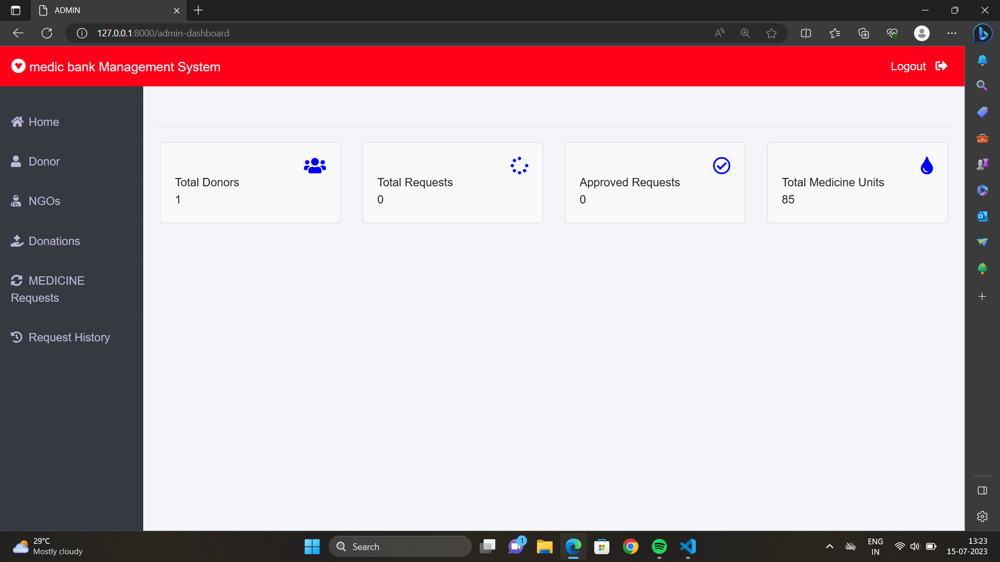 ADMIN
127.0.0.1:8000/admin-dashboard
medic bank Management System
Logout
Home
Donor
NGOs
Donations
MEDICINE
Requests
Request History
Total Donors
1
Total Requests
0
Approved Requests
0
Total Medicine Units
85
29°C
Mostly cloudy
Search
1
ENG
IN
13:23
15-07-2023